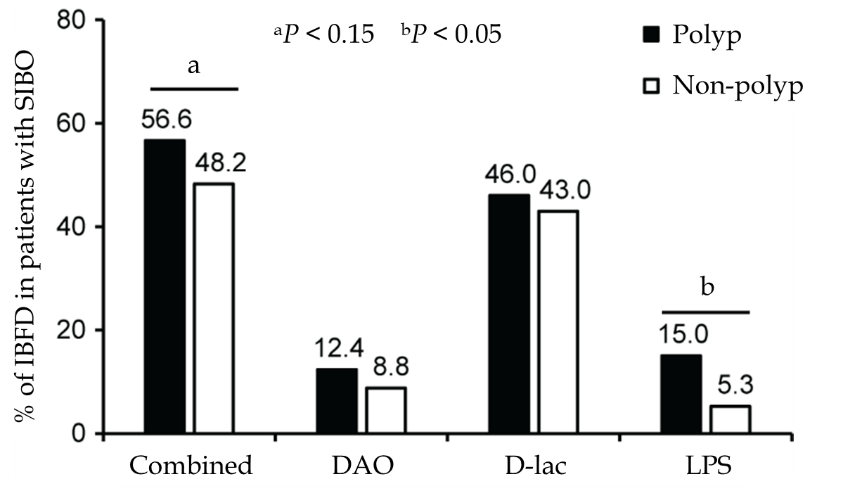 % of IBFD in patients with SIBO
80
60
40
20
0
ᵃP < 0.15 ᵇP < 0.05
Polyp
Non-polyp
a
56.6
48.2
12.4
8.8
46.0
43.0
b
15.0
5.3
Combined
DAO
D-lac
LPS